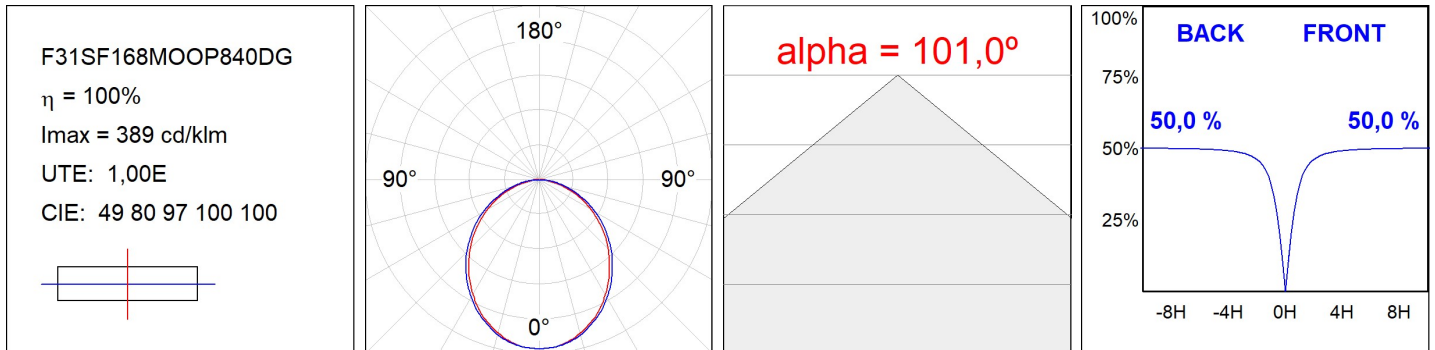 F31SF168MOOP840DG
η = 100%
Imax = 389 cd/klm
UTE: 1,00E
CIE: 49 80 97 100 100
180°
90° 90°
0°
alpha = 101,0º
100% BACK FRONT
75%
50,0 % 50,0 %
50%
25%
-8H -4H 0H 4H 8H